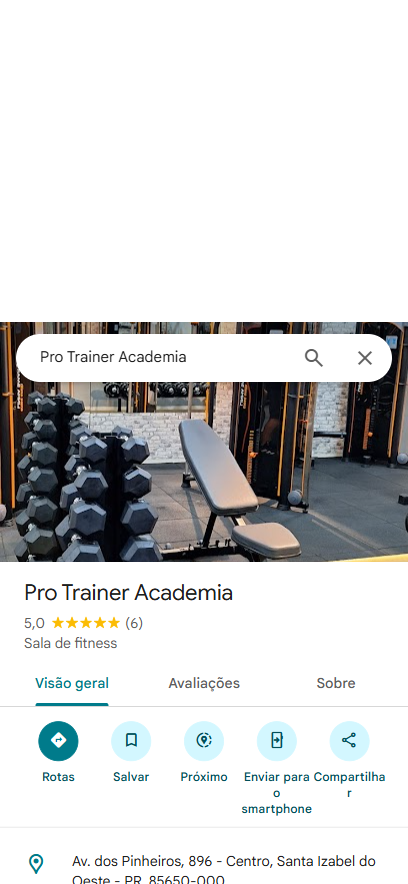 Pro Trainer Academia
Pro Trainer Academia
5,0 ★★★★★ (6)
Sala de fitness
Visão geral
Avaliações
Sobre
Rotas
Salvar
Próximo
Enviar para
o
smartphone
Compartilha
r
Av. dos Pinheiros, 896 - Centro, Santa Izabel do
Oeste - PR, 85650-000